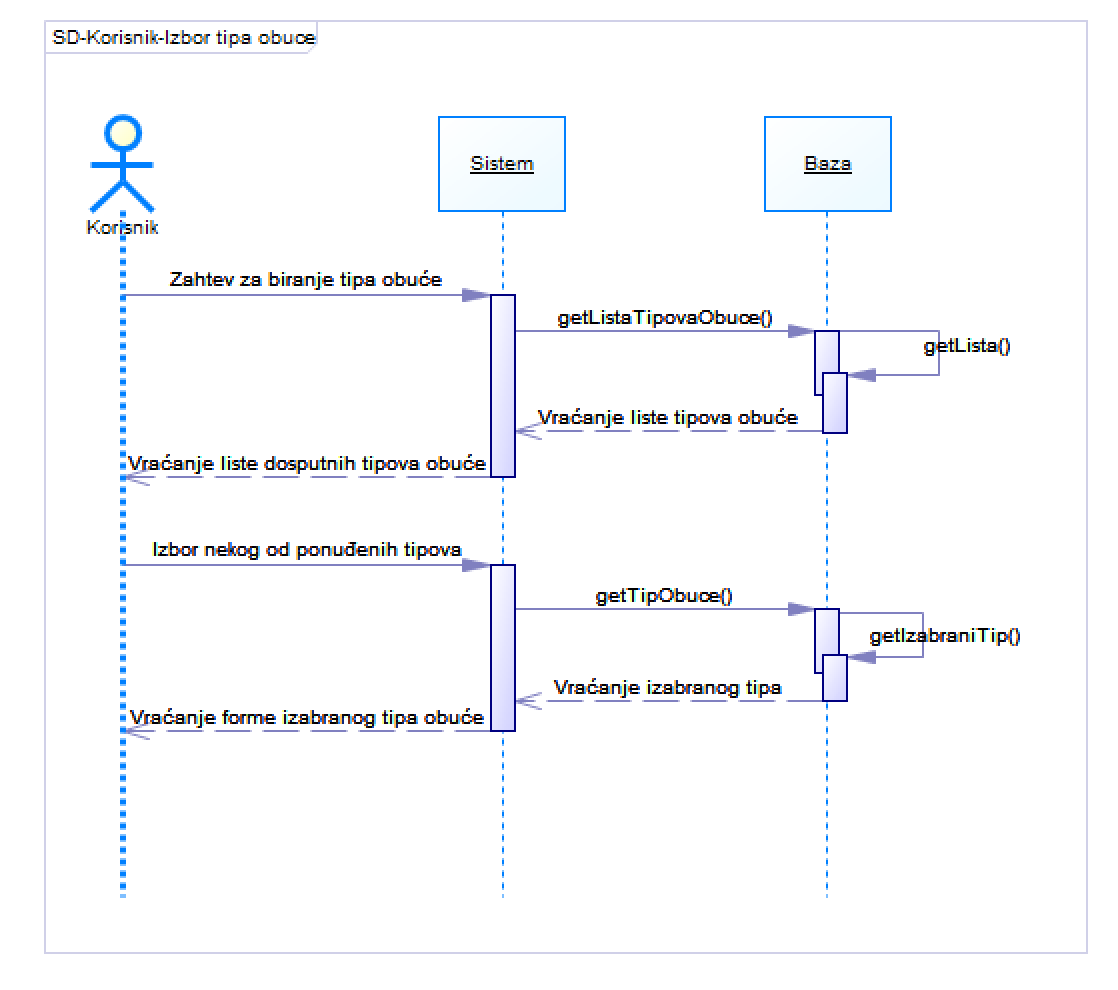 SD-Korisnik-Izbor tipa obuce
Korisnik
Sistem
Baza
Zahtev za biranje tipa obuće
getListaTipovaObuce()
getLista()
Vraćanje liste tipova obuće
Vraćanje liste dosputnih tipova obuće
Izbor nekog od ponuđenih tipova
getTipObuce()
getIzabraniTip()
Vraćanje izabranog tipa
Vraćanje forme izabranog tipa obuće